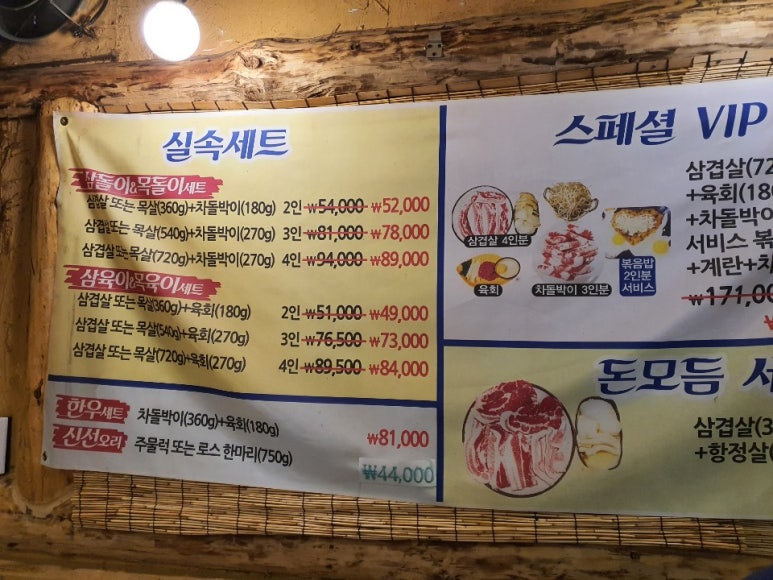 실속세트
삼돌이&목돌이세트
삼겹살 또는 목살(360g)+차돌박이(180g) 2인 ₩54,000 ₩52,000
삼겹살 또는 목살(540g)+차돌박이(270g) 3인 ₩81,000 ₩78,000
삼겹살 또는 목살(720g)+차돌박이(270g) 4인 ₩94,000 ₩89,000
삼육이&목육이세트
삼겹살 또는 목살(360g)+육회(180g) 2인 ₩51,000 ₩49,000
삼겹살 또는 목살(540g)+육회(270g) 3인 ₩76,500 ₩73,000
삼겹살 또는 목살(720g)+육회(270g) 4인 ₩89,500 ₩84,000
한우세트 차돌박이(360g)+육회(180g) ₩81,000
신선오리 주물럭 또는 로스 한마리(750g) ₩44,000
스페셜 VIP
삼겹살 4인분
육회
차돌박이 3인분
볶음밥
2인분
서비스
삼겹살(72
+육회(18
+차돌박이
서비스 볶
+계란+차
₩171,00
돈모듬 세
삼겹살(3
+항정살(